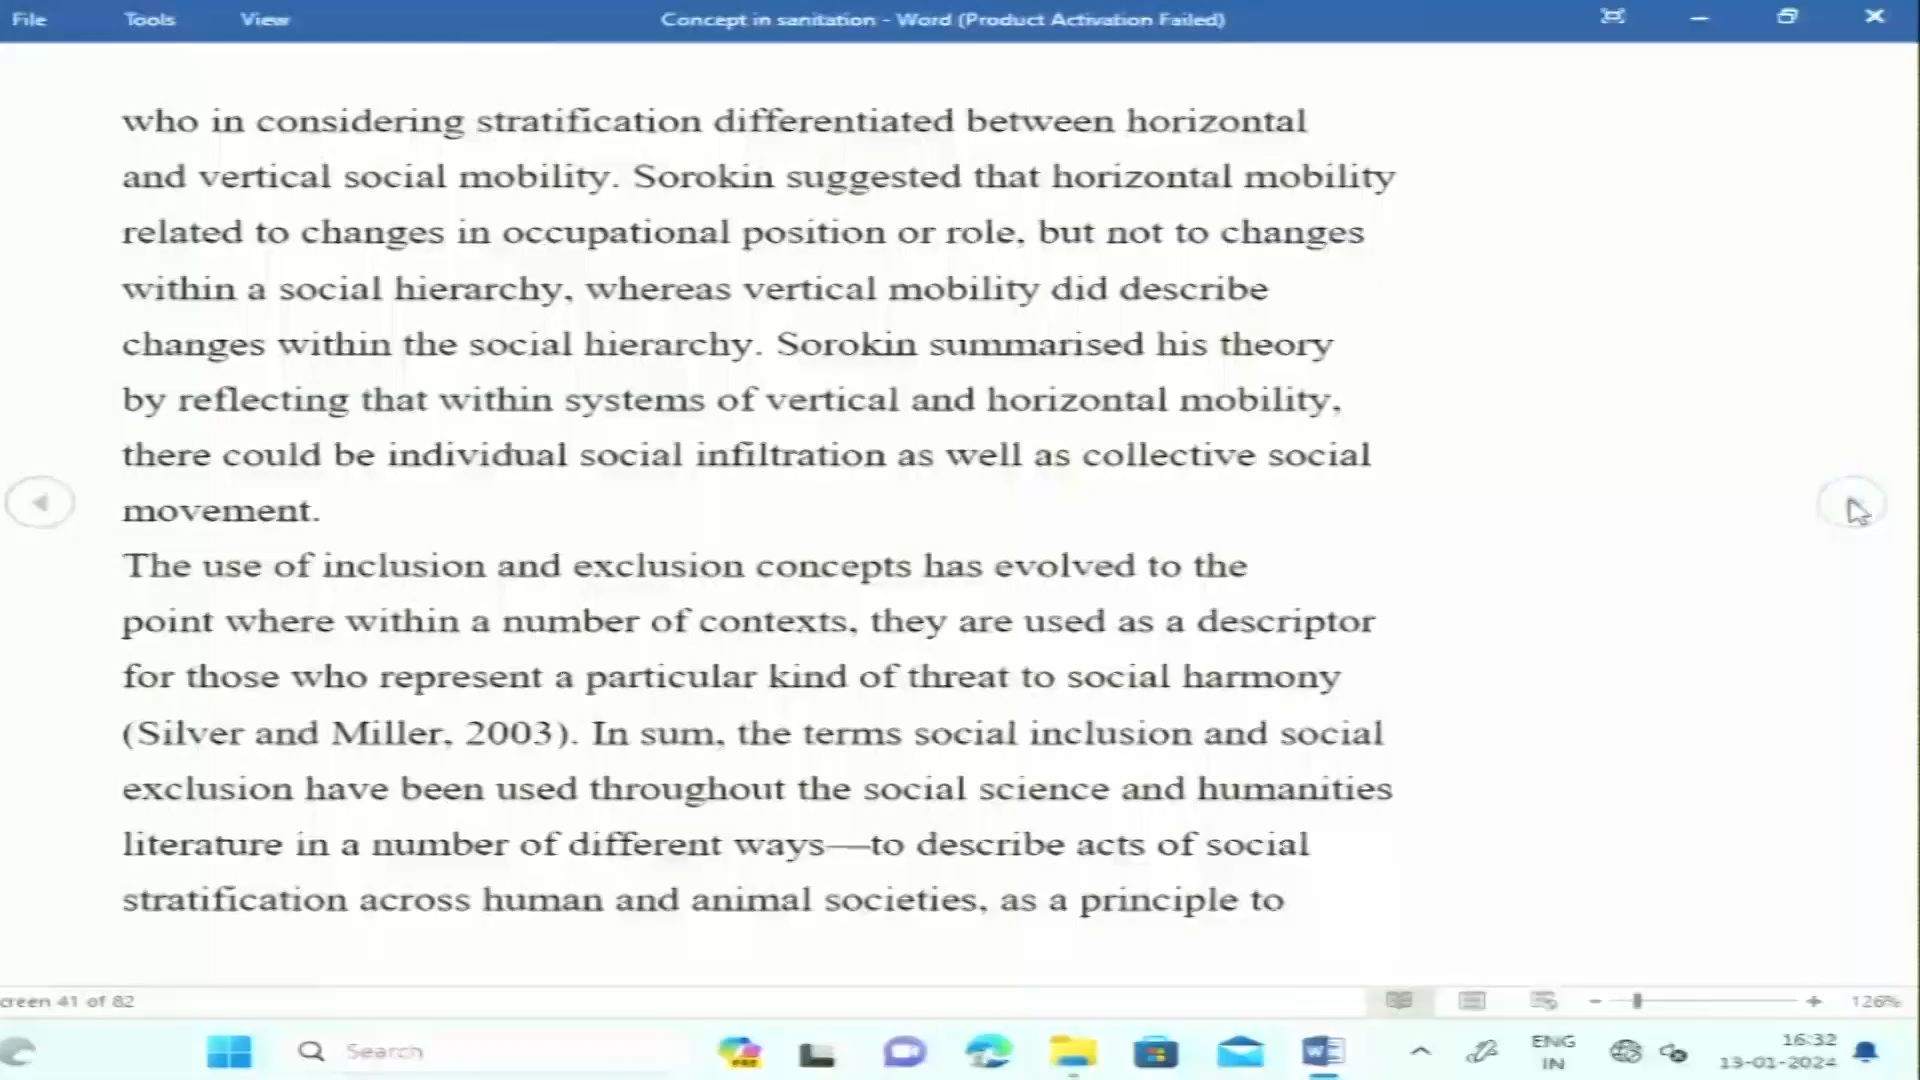 File Tools View Concept in sanitation - Word (Product Activation Failed)
who in considering stratification differentiated between horizontal
and vertical social mobility. Sorokin suggested that horizontal mobility
related to changes in occupational position or role, but not to changes
within a social hierarchy, whereas vertical mobility did describe
changes within the social hierarchy. Sorokin summarised his theory
by reflecting that within systems of vertical and horizontal mobility,
there could be individual social infiltration as well as collective social
movement.
The use of inclusion and exclusion concepts has evolved to the
point where within a number of contexts, they are used as a descriptor
for those who represent a particular kind of threat to social harmony
(Silver and Miller, 2003). In sum, the terms social inclusion and social
exclusion have been used throughout the social science and humanities
literature in a number of different ways—to describe acts of social
stratification across human and animal societies, as a principle to
creen 41 of 82 126%
Search ENG 16:32
IN 13-01-2024